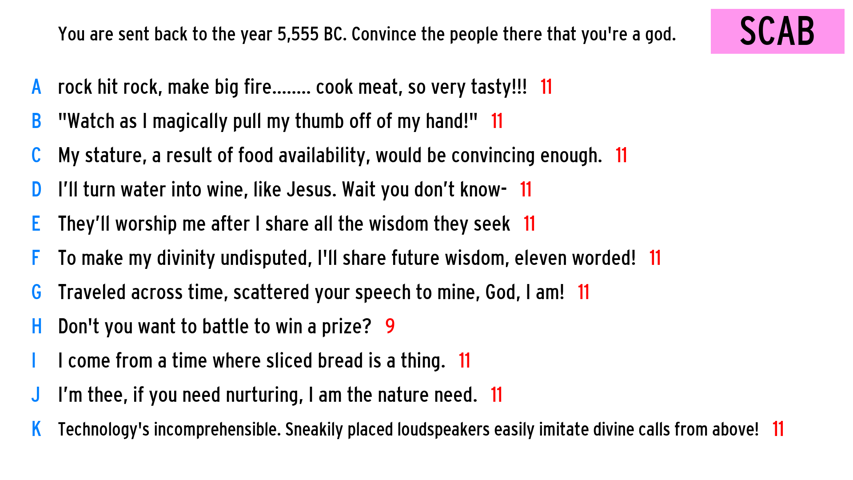 You are sent back to the year 5,555 BC. Convince the people there that you're a god.
SCAB
A rock hit rock, make big fire........ cook meat, so very tasty!!! 11
B "Watch as I magically pull my thumb off of my hand!" 11
C My stature, a result of food availability, would be convincing enough. 11
D I’ll turn water into wine, like Jesus. Wait you don’t know- 11
E They’ll worship me after I share all the wisdom they seek 11
F To make my divinity undisputed, I'll share future wisdom, eleven worded! 11
G Traveled across time, scattered your speech to mine, God, I am! 11
H Don't you want to battle to win a prize? 9
I I come from a time where sliced bread is a thing. 11
J I’m thee, if you need nurturing, I am the nature need. 11
K Technology's incomprehensible. Sneakily placed loudspeakers easily imitate divine calls from above! 11